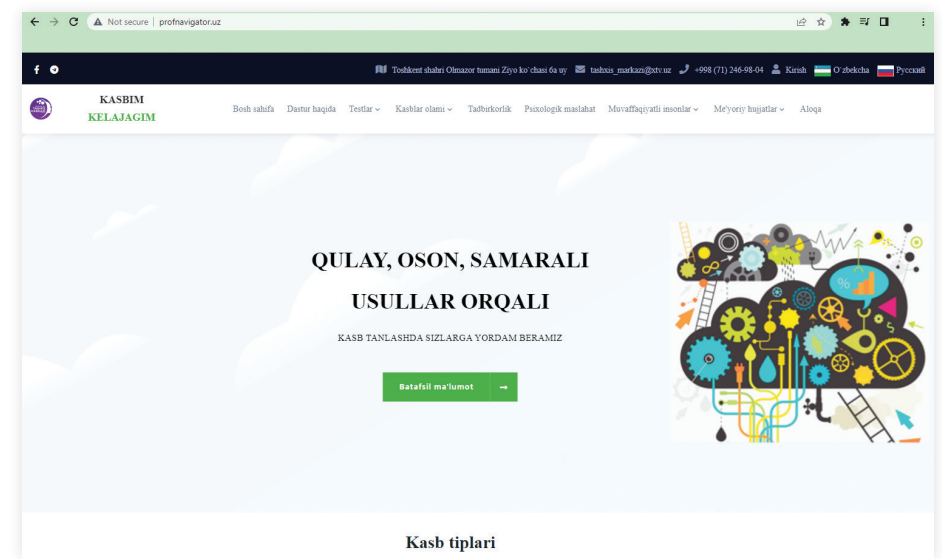 Not secure | profnavigator.uz
Toshkent shahri Olmazor tumani Ziyo ko`chasi 6a uy tashxis_markazi@xtv.uz +998 (71) 246-98-04 Kirish O`zbekcha Русский
KASBIM
KELAJAGIM
Bosh sahifa Dastur haqida Testlar Kasblar olami Tadbirkorlik Psixologik maslahat Muvaffaqiyatli insonlar Me'yoriy hujjatlar Aloqa
QULAY, OSON, SAMARALI
USULLAR ORQALI
KASB TANLASHDA SIZLARGA YORDAM BERAMIZ
Batafsil ma'lumot →
%
Kasb tiplari